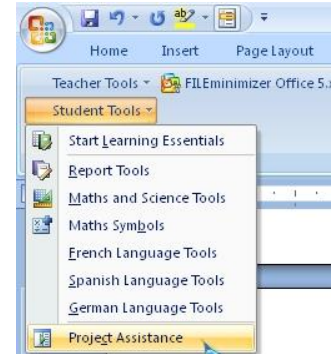 Home Insert Page Layout
Teacher Tools FILEminimizer Office 5.
Student Tools
Start Learning Essentials
Report Tools
Maths and Science Tools
Maths Symbols
French Language Tools
Spanish Language Tools
German Language Tools
Project Assistance